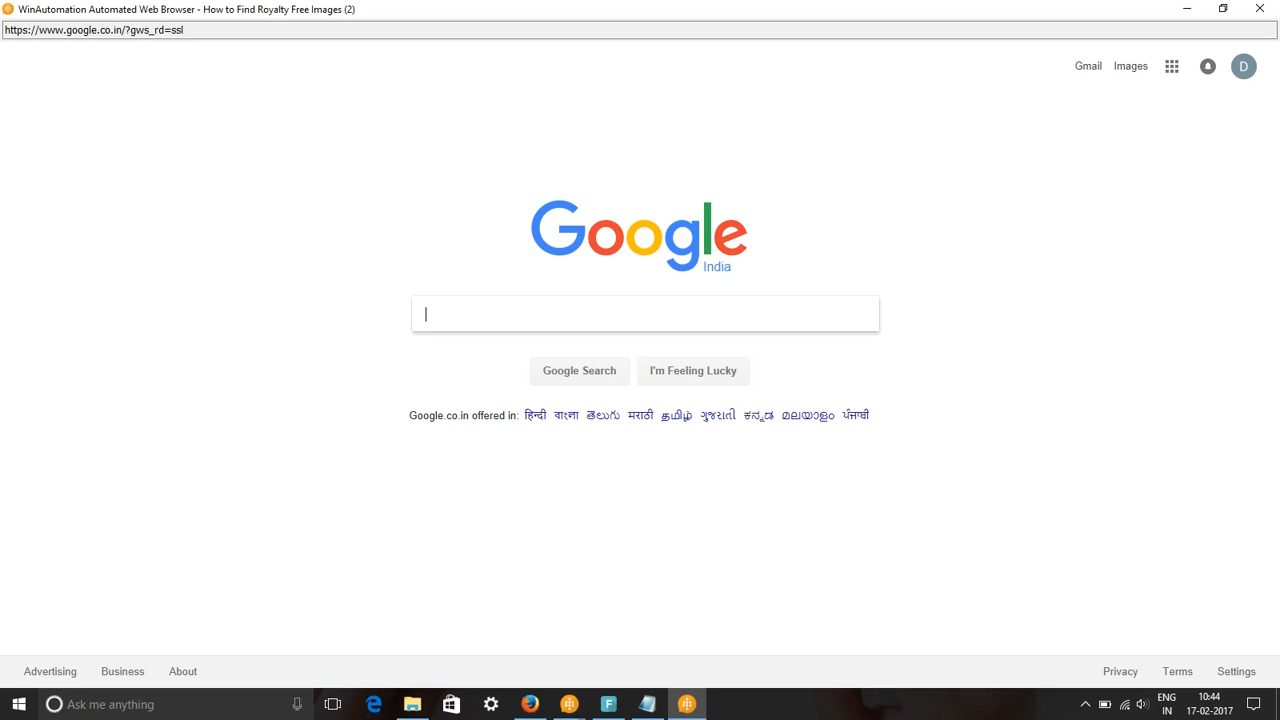 WinAutomation Automated Web Browser - How to Find Royalty Free Images (2)
https://www.google.co.in/?gws_rd=ssl
Gmail Images D
Google
India
Google Search I'm Feeling Lucky
Google.co.in offered in: हिन्दी বাংলা తెలుగు मराठी தமிழ் ગુજરાતી ಕನ್ನಡ മലയാളം ਪੰਜਾਬੀ
Advertising Business About Privacy Terms Settings
Ask me anything
F
ENG 10:44
IN 17-02-2017